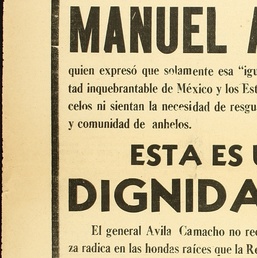 MANUEL A
quien expresó que solamente esa "igu
tad inquebrantable de México y los Est
celos ni sientan la necesidad de resgu
y comunidad de anhelos.
ESTA ES U
DIGNIDA
El general Avila Camacho no rec
za radica en las hondas raíces que la Re